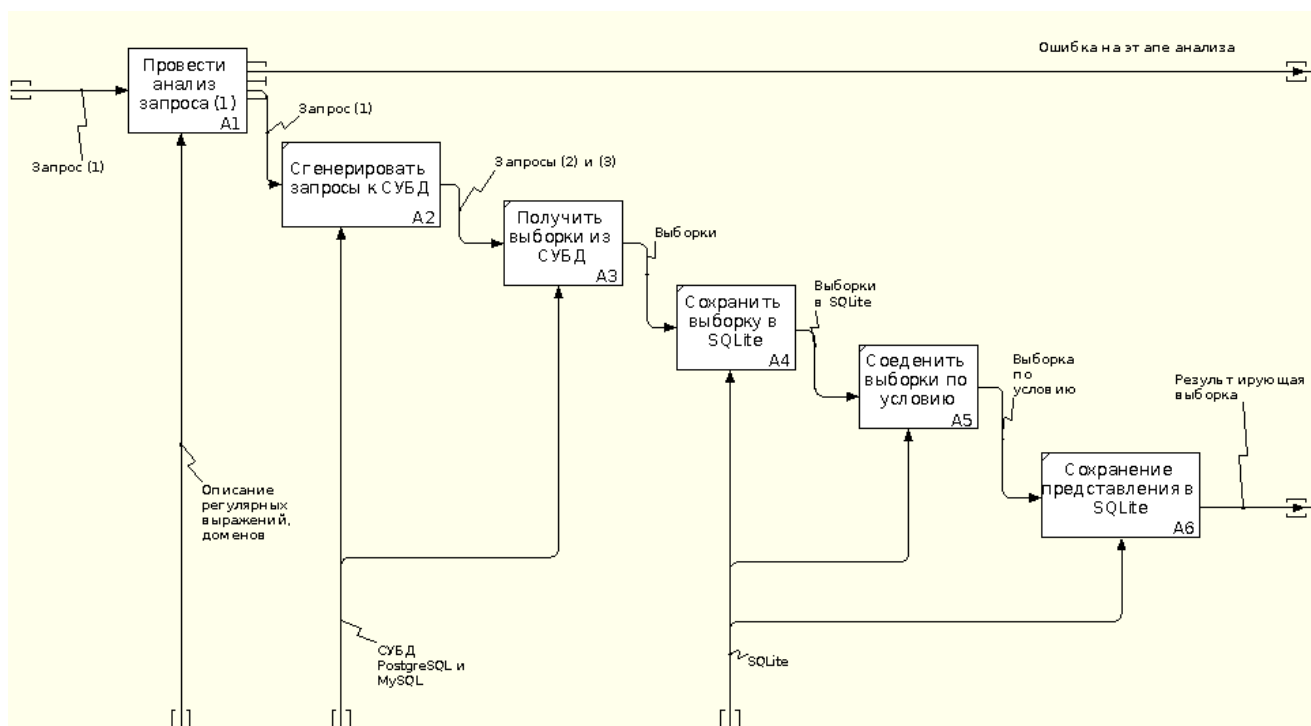 Ошибка на этапе анализа
Провести
анализ
запроса (1)
A1
Запрос (1)
Запрос (1)
Сгенерировать
запросы к СУБД
A2
Запросы (2) и (3)
Получить
выборки из
СУБД
A3
Выборки
Сохранить
выборку в
SQLite
A4
Выборки
в SQLite
Соеденить
выборки по
условию
A5
Выборка
по
условию
Результирующая
выборка
Сохранение
представления в
SQLite
A6
Описание
регулярных
выражений,
доменов
СУБД
PostgreSQL и
MySQL
SQLite